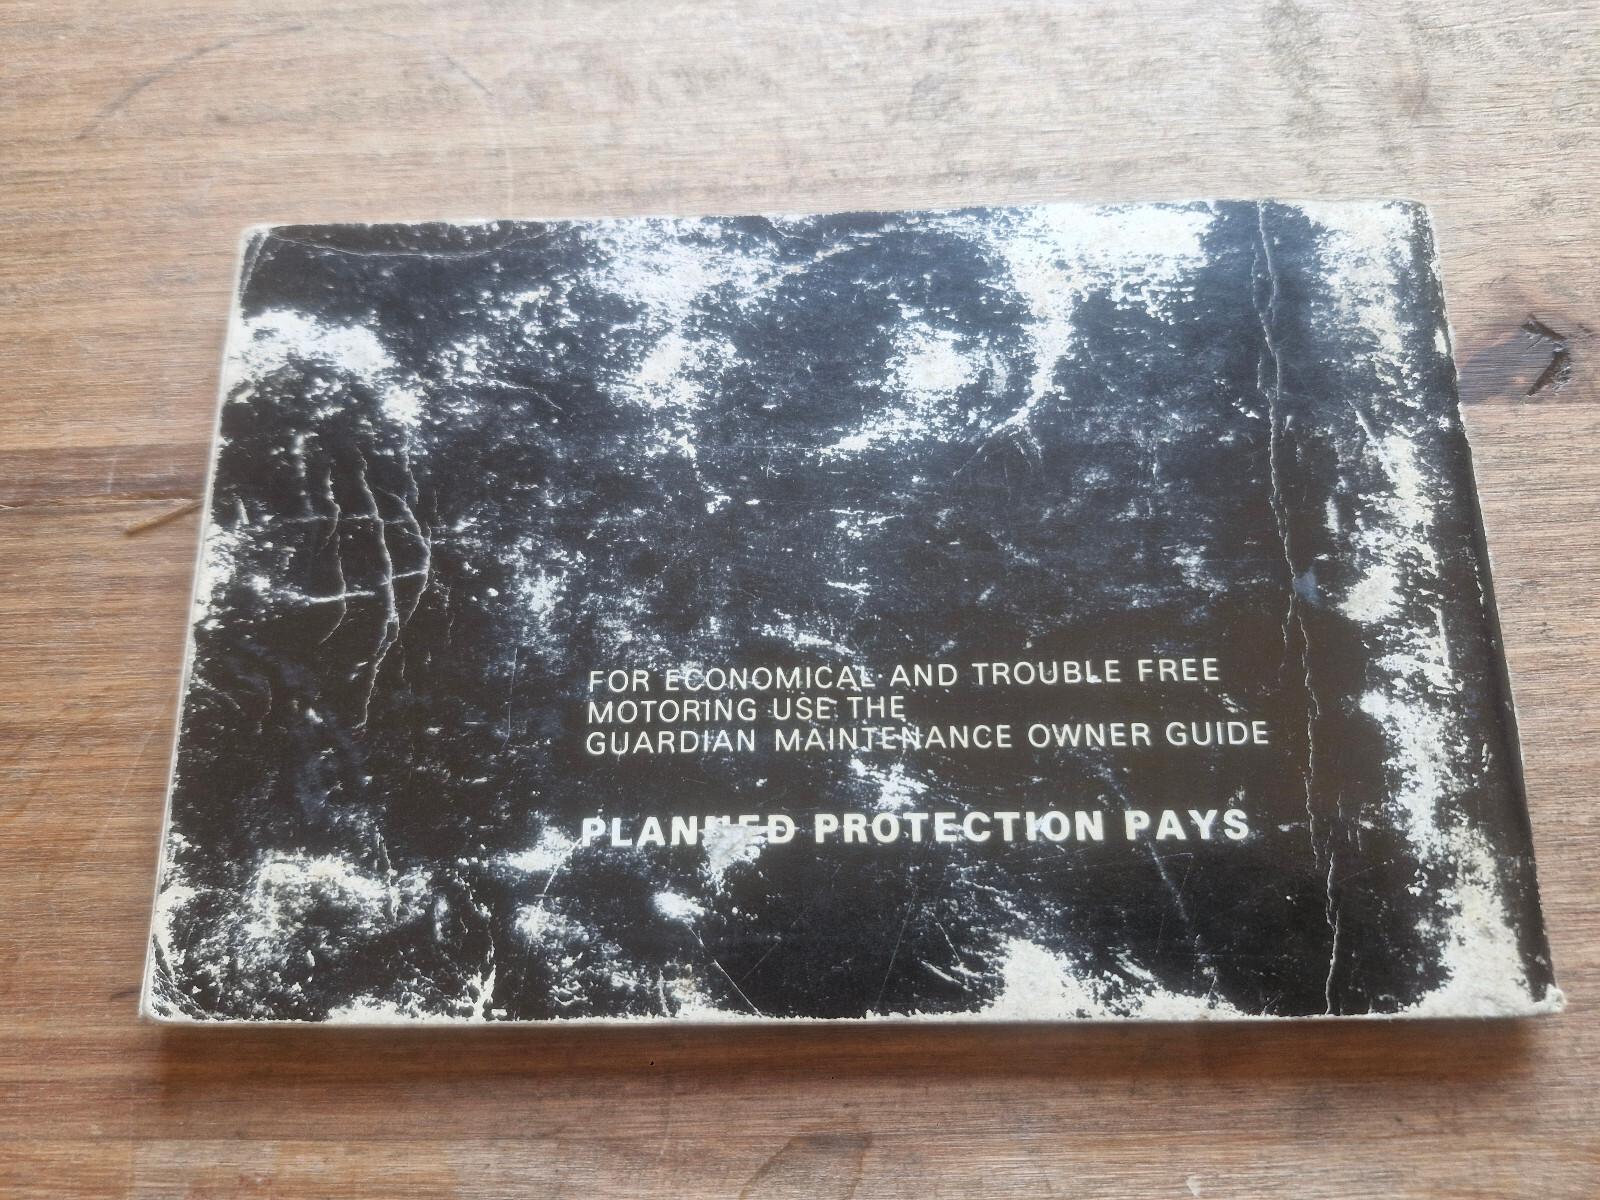 FOR ECONOMICAL AND TROUBLE FREE
MOTORING USE THE
GUARDIAN MAINTENANCE OWNER GUIDE
PLANNED PROTECTION PAYS